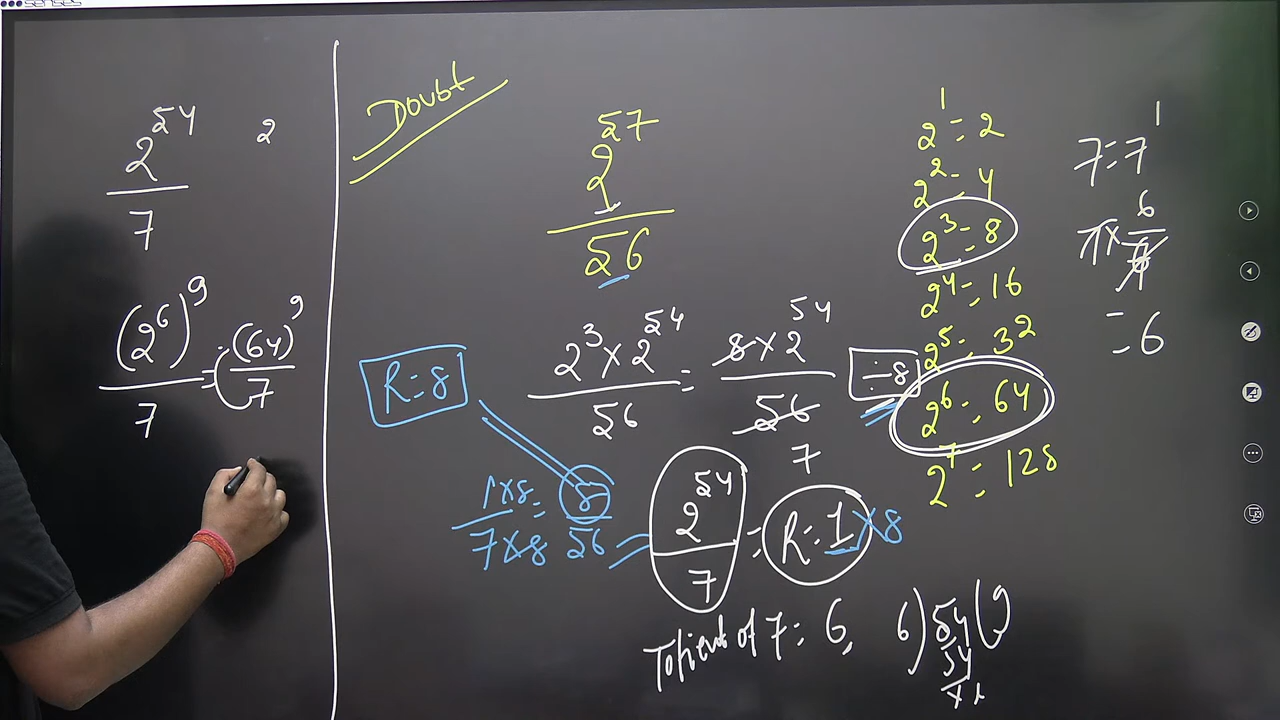 senses
2^54 / 7
2
(2^6)^9 / 7 = (64)^9 / 7
Doubt
2^57 / 56
2^3 × 2^54 / 56 = 8 × 2^54 / 56
7
÷8
R = 8
1×8 / 7×8 = 8 / 56
2^54 / 7 = R = 1 × 8
Totient of 7 = 6,
6) 54 (9
54
××
2^1 = 2
2^2 = 4
2^3 = 8
2^4 = 16
2^5 = 32
2^6 = 64
2^7 = 128
7 = 7^1
7 × 6 / 7
= 6